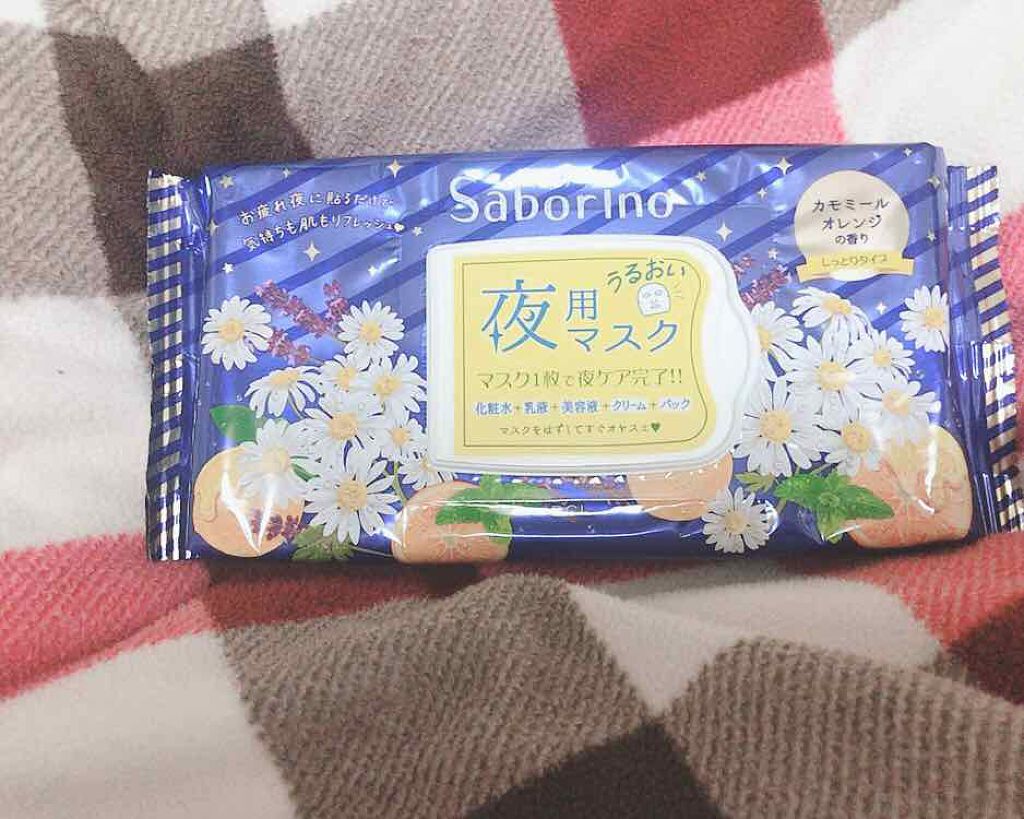 Saborino
お疲れ夜に貼るだけで
気持ちも肌もリフレッシュ♥
カモミール
オレンジ
の香り
しっとりタイプ
うるおい
夜用
マスク
マスク1枚で夜ケア完了!!
化粧水+乳液+美容液+クリーム+パック
マスクをはずしてすぐオヤスミ♥